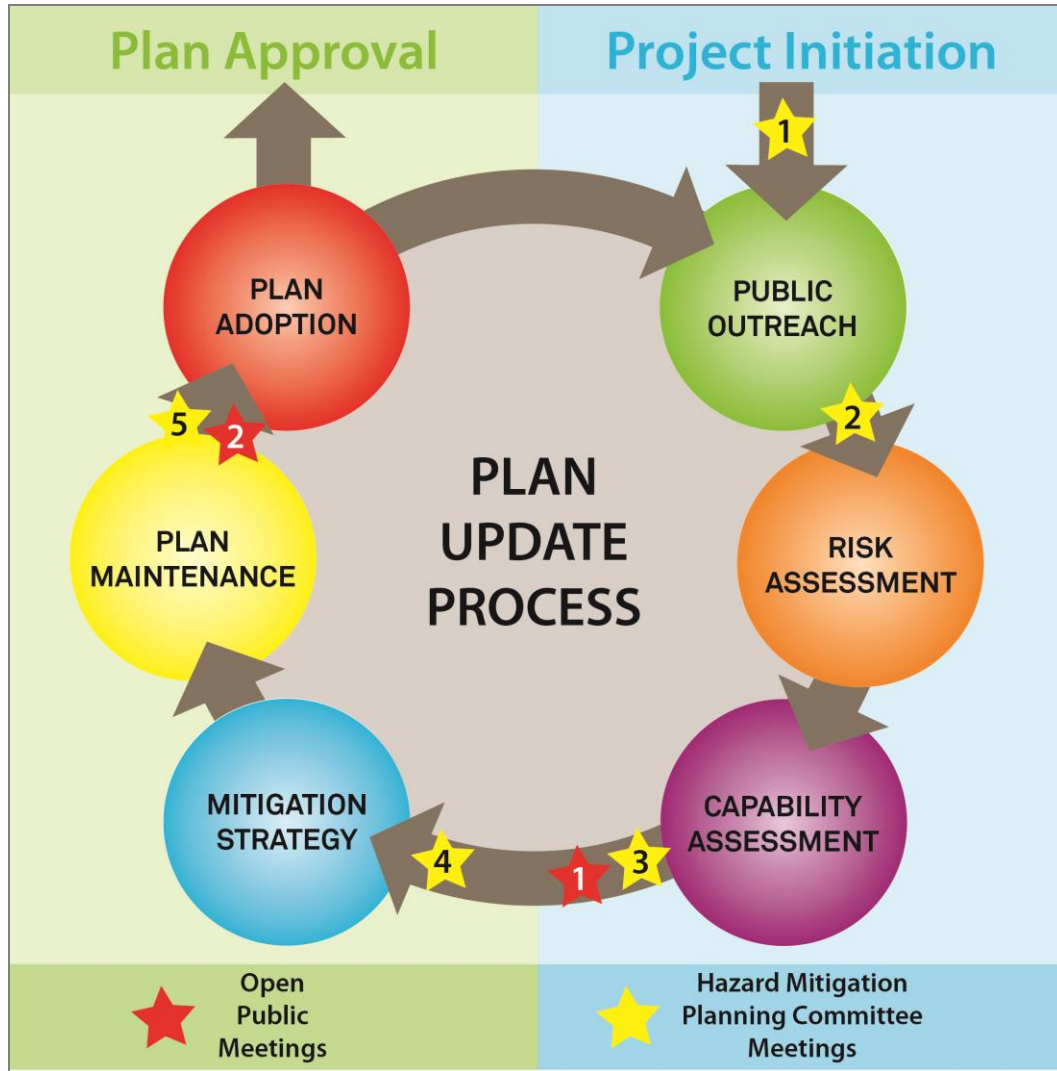 Plan Approval
Project Initiation
1
PLAN
ADOPTION
PUBLIC
OUTREACH
5
2
2
PLAN
UPDATE
PROCESS
PLAN
MAINTENANCE
RISK
ASSESSMENT
MITIGATION
STRATEGY
CAPABILITY
ASSESSMENT
4
1
3
Open
Public
Meetings
Hazard Mitigation
Planning Committee
Meetings